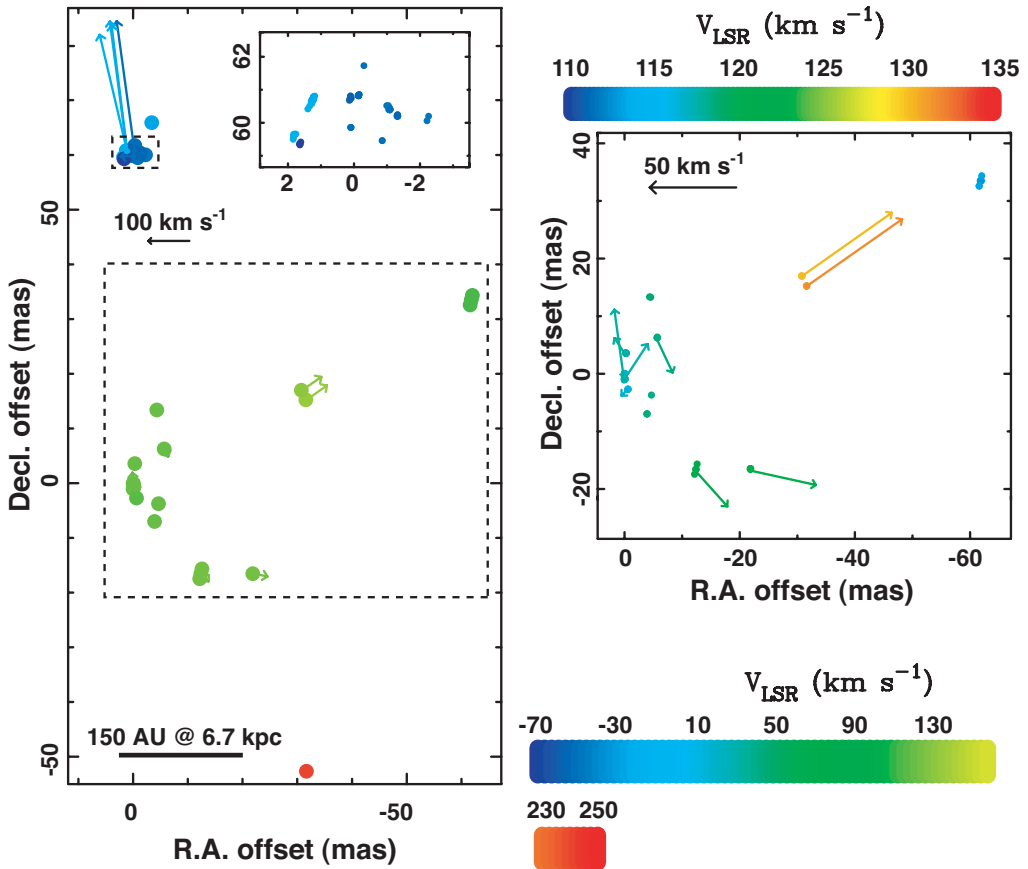 62
60
2 0 -2
100 km s⁻¹
50
0
-50
Decl. offset (mas)
150 AU @ 6.7 kpc
0 -50
R.A. offset (mas)
V_LSR (km s⁻¹)
110 115 120 125 130 135
50 km s⁻¹
40
20
0
-20
Decl. offset (mas)
0 -20 -40 -60
R.A. offset (mas)
V_LSR (km s⁻¹)
-70 -30 10 50 90 130
230 250